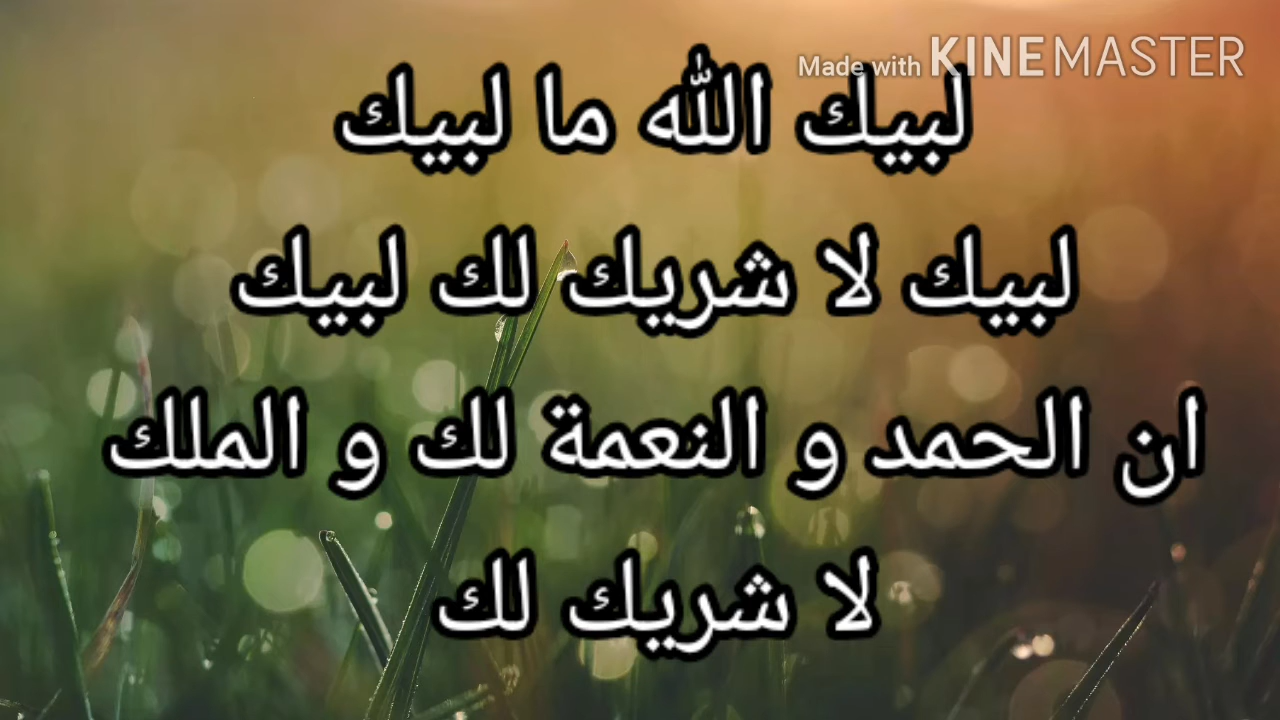 Made with KINEMASTER
لبيك الله ما لبيك
لبيك لا شريك لك لبيك
ان الحمد و النعمة لك و الملك
لا شريك لك